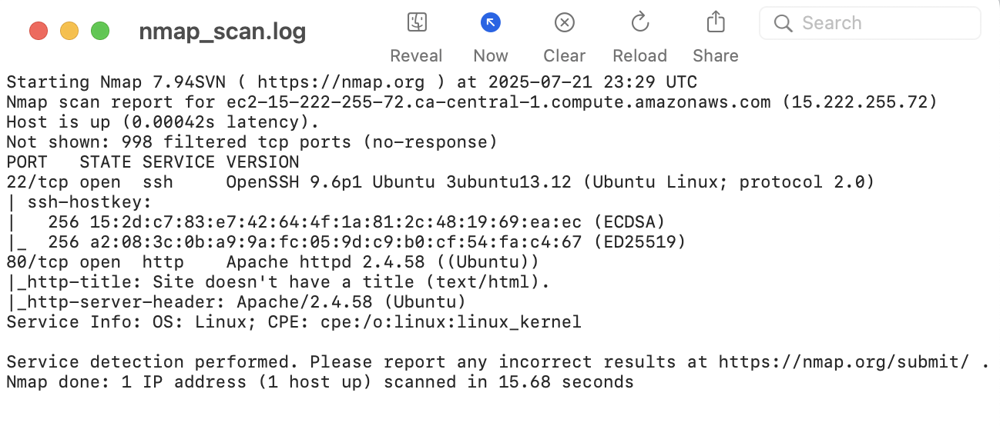 nmap_scan.log
Reveal Now Clear Reload Share
Search
Starting Nmap 7.94SVN ( https://nmap.org ) at 2025-07-21 23:29 UTC
Nmap scan report for ec2-15-222-255-72.ca-central-1.compute.amazonaws.com (15.222.255.72)
Host is up (0.00042s latency).
Not shown: 998 filtered tcp ports (no-response)
PORT   STATE SERVICE VERSION
22/tcp open  ssh     OpenSSH 9.6p1 Ubuntu 3ubuntu13.12 (Ubuntu Linux; protocol 2.0)
| ssh-hostkey:
|   256 15:2d:c7:83:e7:42:64:4f:1a:81:2c:48:19:69:ea:ec (ECDSA)
|_  256 a2:08:3c:0b:a9:9a:fc:05:9d:c9:b0:cf:54:fa:c4:67 (ED25519)
80/tcp open  http    Apache httpd 2.4.58 ((Ubuntu))
|_http-title: Site doesn't have a title (text/html).
|_http-server-header: Apache/2.4.58 (Ubuntu)
Service Info: OS: Linux; CPE: cpe:/o:linux:linux_kernel

Service detection performed. Please report any incorrect results at https://nmap.org/submit/ .
Nmap done: 1 IP address (1 host up) scanned in 15.68 seconds